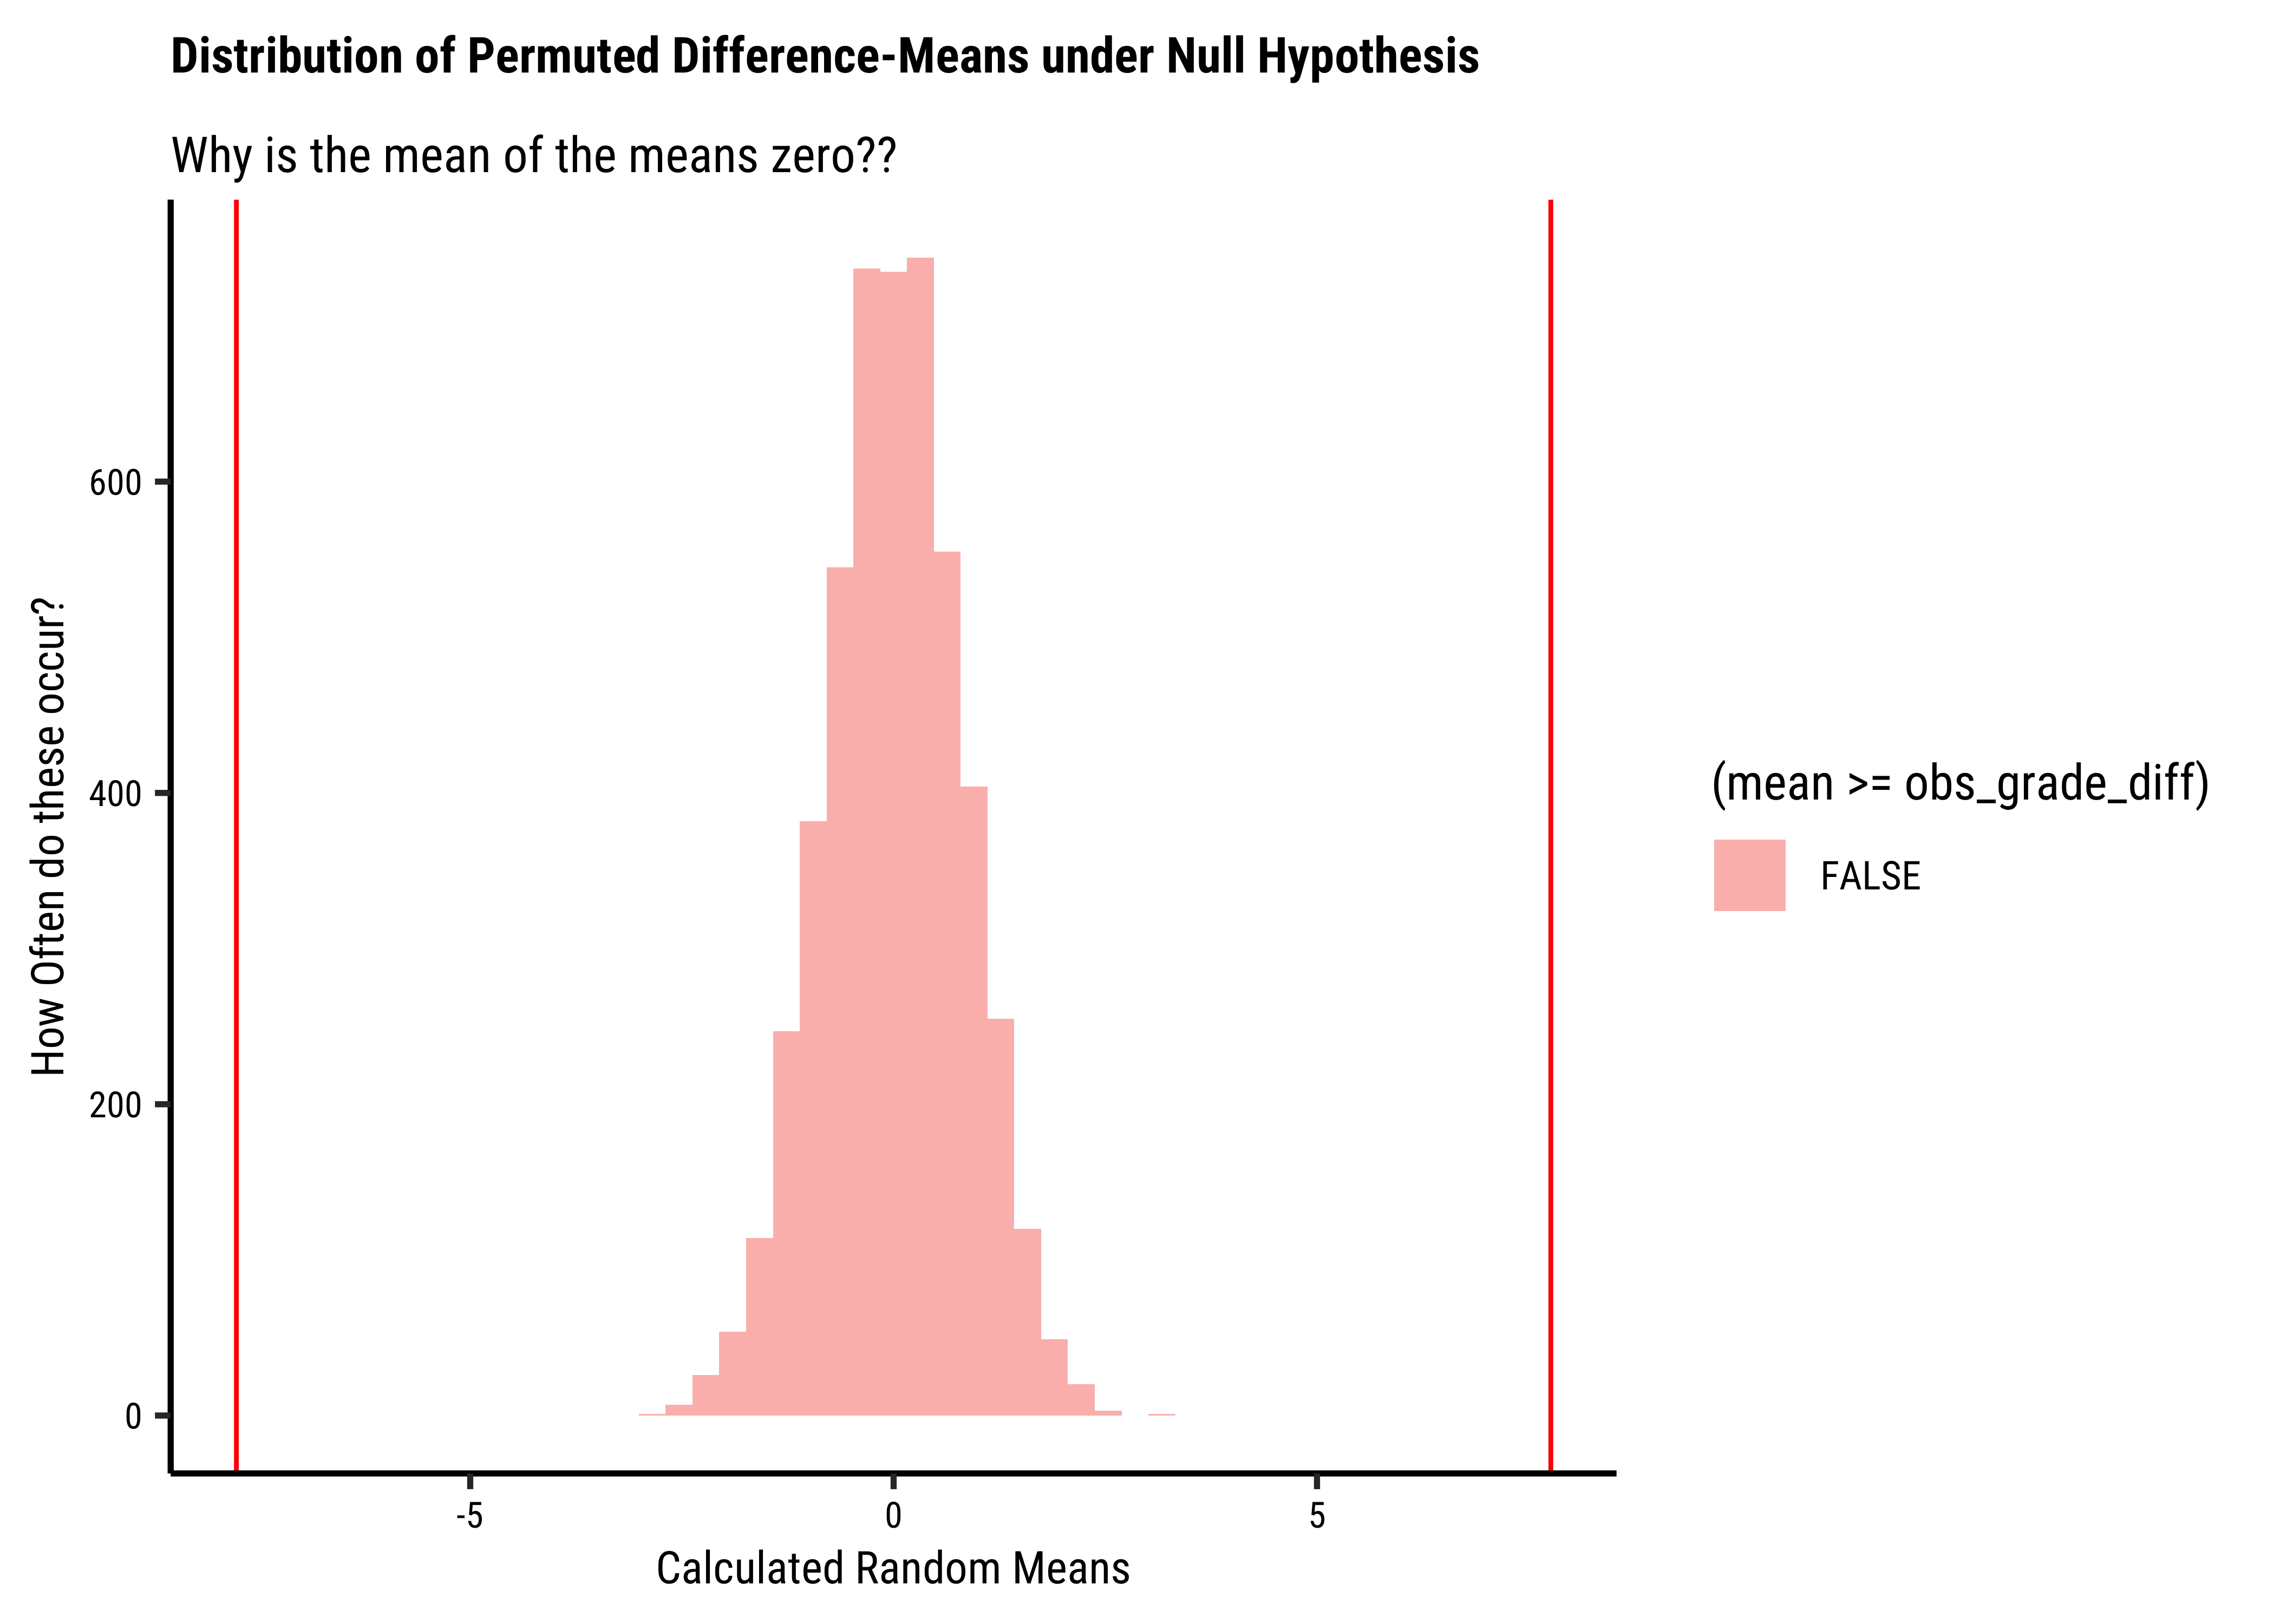 Distribution of Permuted Difference-Means under Null Hypothesis
Why is the mean of the means zero??
How Often do these occur?
600
400
200
0
-5
0
5
Calculated Random Means
(mean >= obs_grade_diff)
FALSE